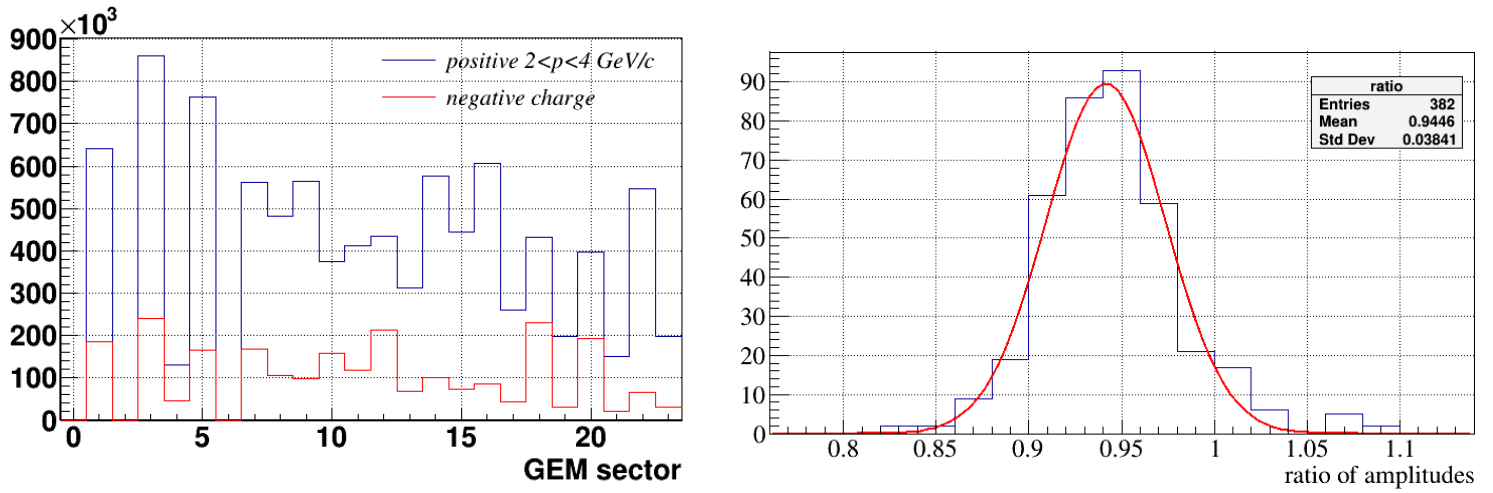 ×10³
900
800
700
600
500
400
300
200
100
0
positive 2<p<4 GeV/c
negative charge
0 5 10 15 20
GEM sector
90
80
70
60
50
40
30
20
10
0
ratio
Entries 382
Mean 0.9446
Std Dev 0.03841
0.8 0.85 0.9 0.95 1 1.05 1.1
ratio of amplitudes